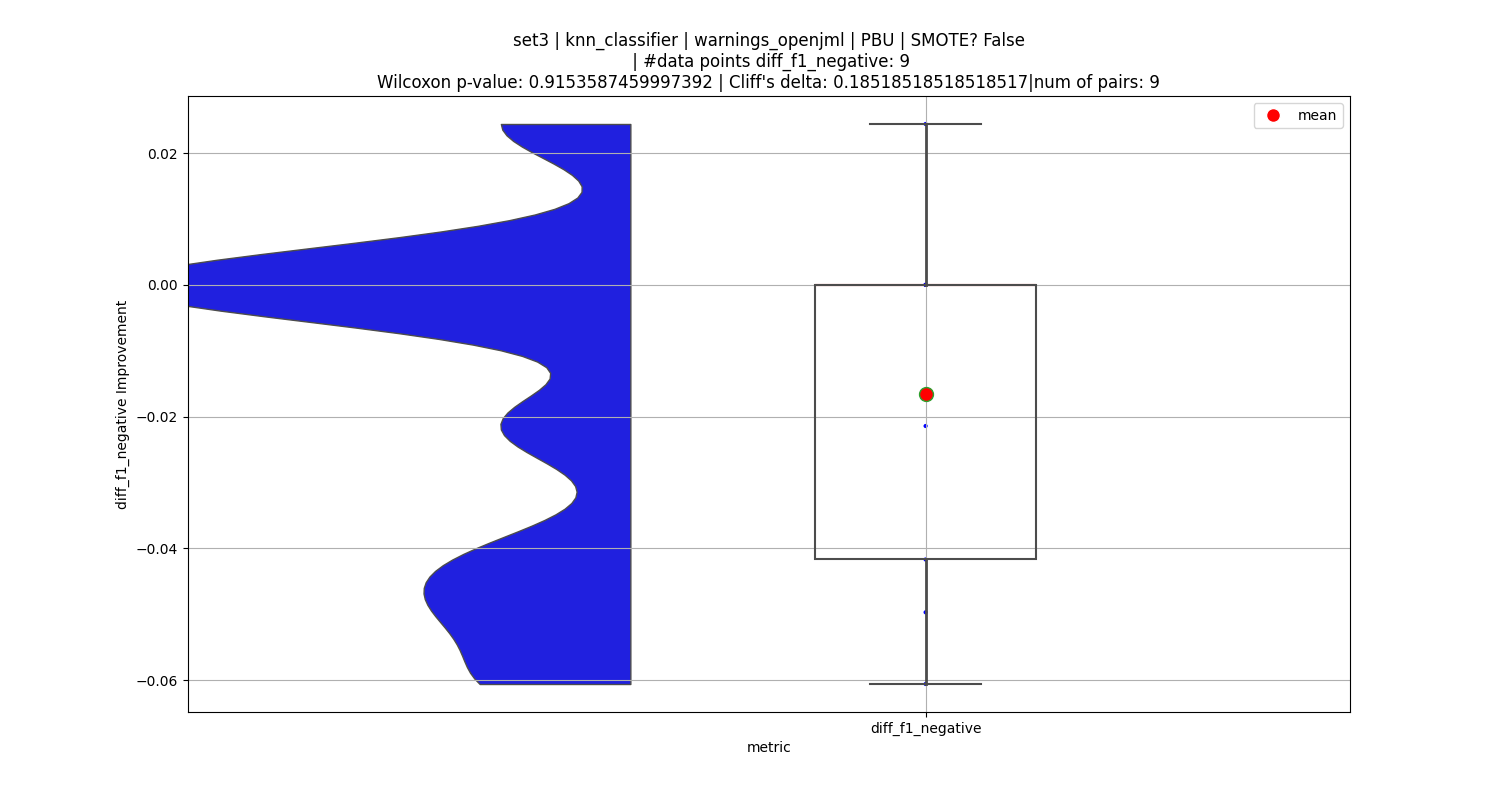 set3 | knn_classifier | warnings_openjml | PBU | SMOTE? False
| #data points diff_f1_negative: 9
Wilcoxon p-value: 0.9153587459997392 | Cliff's delta: 0.18518518518518517|num of pairs: 9
mean
0.02
0.00
−0.02
−0.04
−0.06
diff_f1_negative Improvement
diff_f1_negative
metric